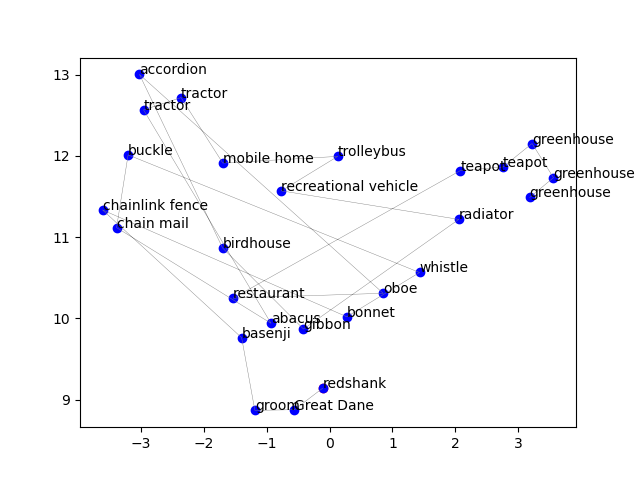 13
12
11
10
9
−3
−2
−1
0
1
2
3
accordion
tractor
tractor
greenhouse
buckle
trolleybus
mobile home
teapot
teapot
greenhouse
recreational vehicle
greenhouse
chainlink fence
radiator
chain mail
birdhouse
whistle
restaurant
oboe
bonnet
abacus
gibbon
basenji
redshank
groom
Great Dane